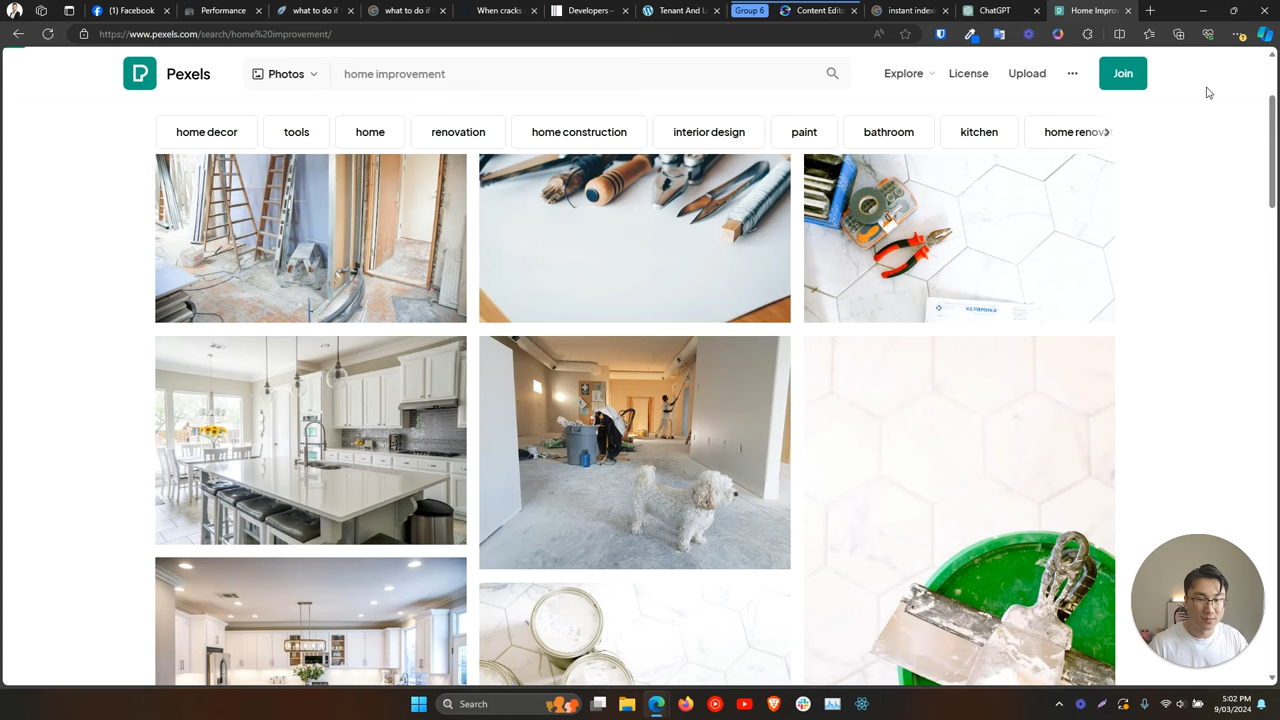 (1) Facebook
Performance
what to do if
what to do if
When cracks
Developers –
Tenant And L
Group 6
Content Edit
instant index
ChatGPT
Home Impro
https://www.pexels.com/search/home%20improvement/
Pexels
Photos
home improvement
Explore
License
Upload
Join
home decor
tools
home
renovation
home construction
interior design
paint
bathroom
kitchen
home renovat
КЕРАМИКА
Search
5:02 PM
9/03/2024